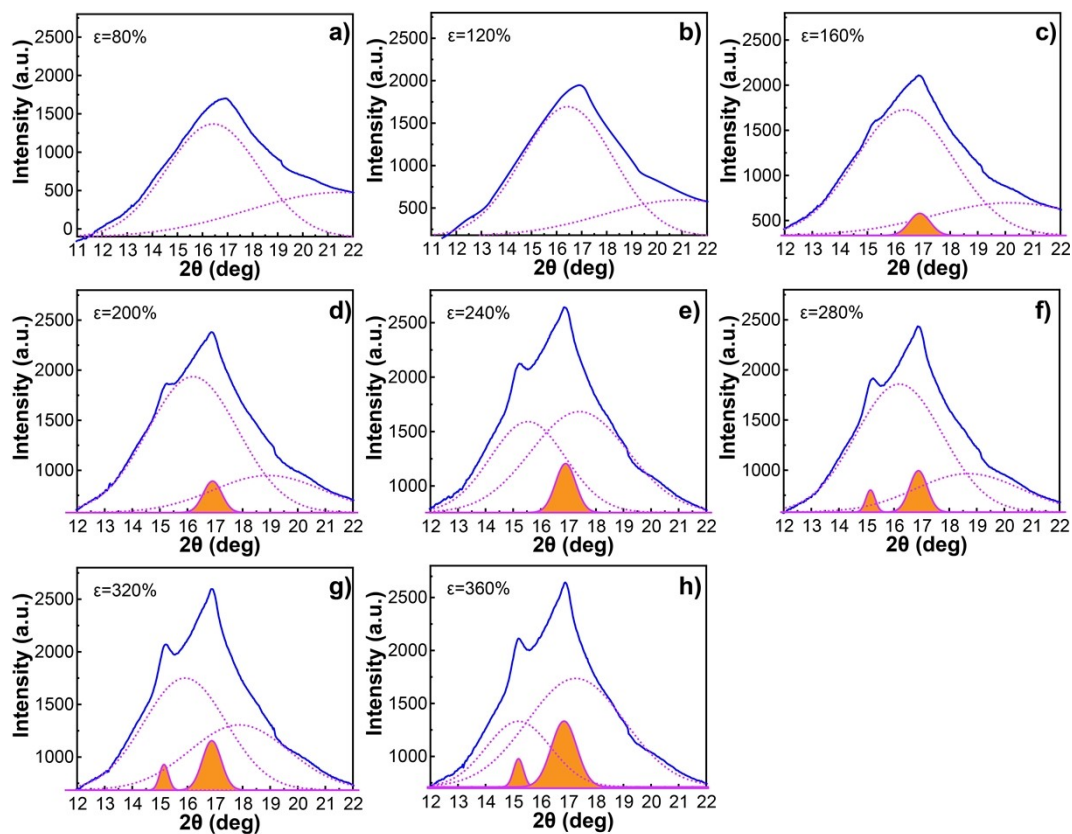 ε=80% a)
2500
2000
1500
1000
500
0
Intensity (a.u.)
11 12 13 14 15 16 17 18 19 20 21 22
2θ (deg)
ε=120% b)
2500
2000
1500
1000
500
Intensity (a.u.)
11 12 13 14 15 16 17 18 19 20 21 22
2θ (deg)
ε=160% c)
2500
2000
1500
1000
500
Intensity (a.u.)
12 13 14 15 16 17 18 19 20 21 22
2θ (deg)
ε=200% d)
2500
2000
1500
1000
Intensity (a.u.)
12 13 14 15 16 17 18 19 20 21 22
2θ (deg)
ε=240% e)
2500
2000
1500
1000
Intensity (a.u.)
12 13 14 15 16 17 18 19 20 21 22
2θ (deg)
ε=280% f)
2500
2000
1500
1000
Intensity (a.u.)
12 13 14 15 16 17 18 19 20 21 22
2θ (deg)
ε=320% g)
2500
2000
1500
1000
Intensity (a.u.)
12 13 14 15 16 17 18 19 20 21 22
2θ (deg)
ε=360% h)
2500
2000
1500
1000
Intensity (a.u.)
12 13 14 15 16 17 18 19 20 21 22
2θ (deg)